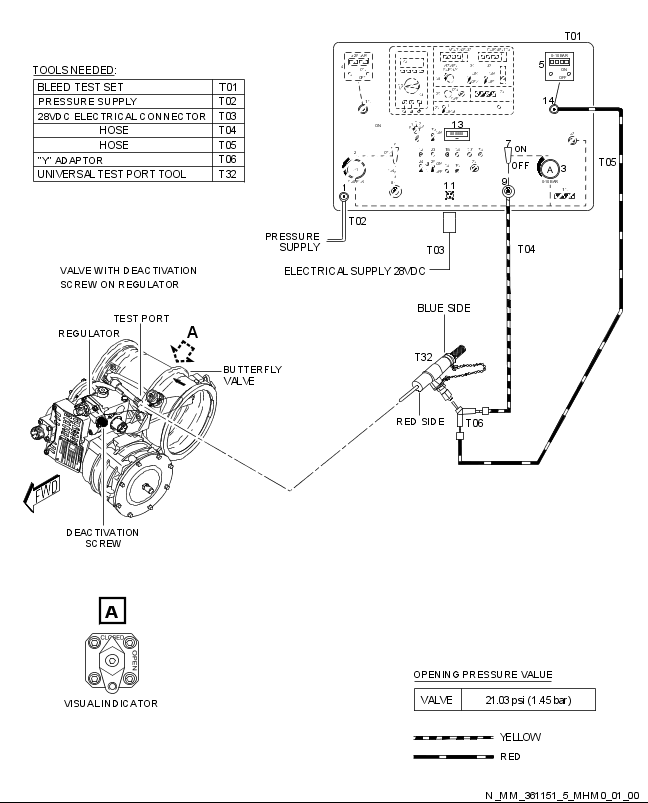 T01
TOOLS NEEDED:
BLEED TEST SET T01
PRESSURE SUPPLY T02
28VDC ELECTRICAL CONNECTOR T03
HOSE T04
HOSE T05
"Y" ADAPTOR T06
UNIVERSAL TEST PORT TOOL T32
5
ON
OFF
14
13
ON
7
ON
OFF
A
3
1
11
9
T05
T02
PRESSURE
SUPPLY
T03
T04
ELECTRICAL SUPPLY 28VDC
VALVE WITH DEACTIVATION
SCREW ON REGULATOR
TEST PORT
REGULATOR
A
BUTTERFLY
VALVE
BLUE SIDE
T32
RED SIDE
T06
FWD
DEACTIVATION
SCREW
A
CLOSED
OPEN
VISUAL INDICATOR
OPENING PRESSURE VALUE
VALVE 21.03 psi (1.45 bar)
YELLOW
RED
N_MM_361151_5_MHM0_01_00